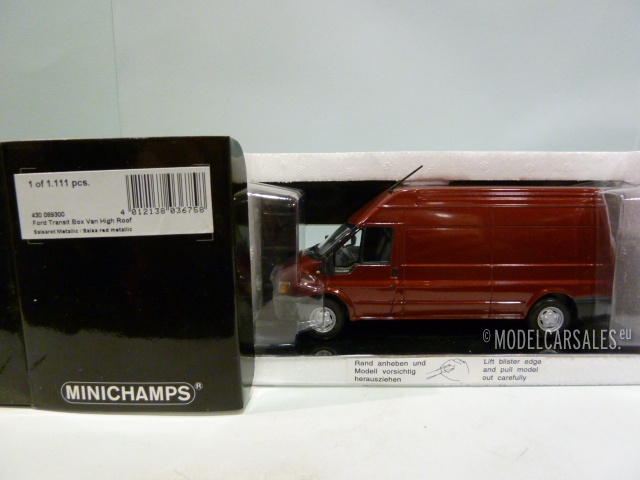 1 of 1.111 pcs.
4 012138 036758
430 089300
Ford Transit Box Van High Roof
Salsarot Metallic / Salsa red metallic
MINICHAMPS®
© MODELCARSALES.eu
Rand anheben und
Modell vorsichtig
herausziehen
Lift blister edge
and pull model
out carefully